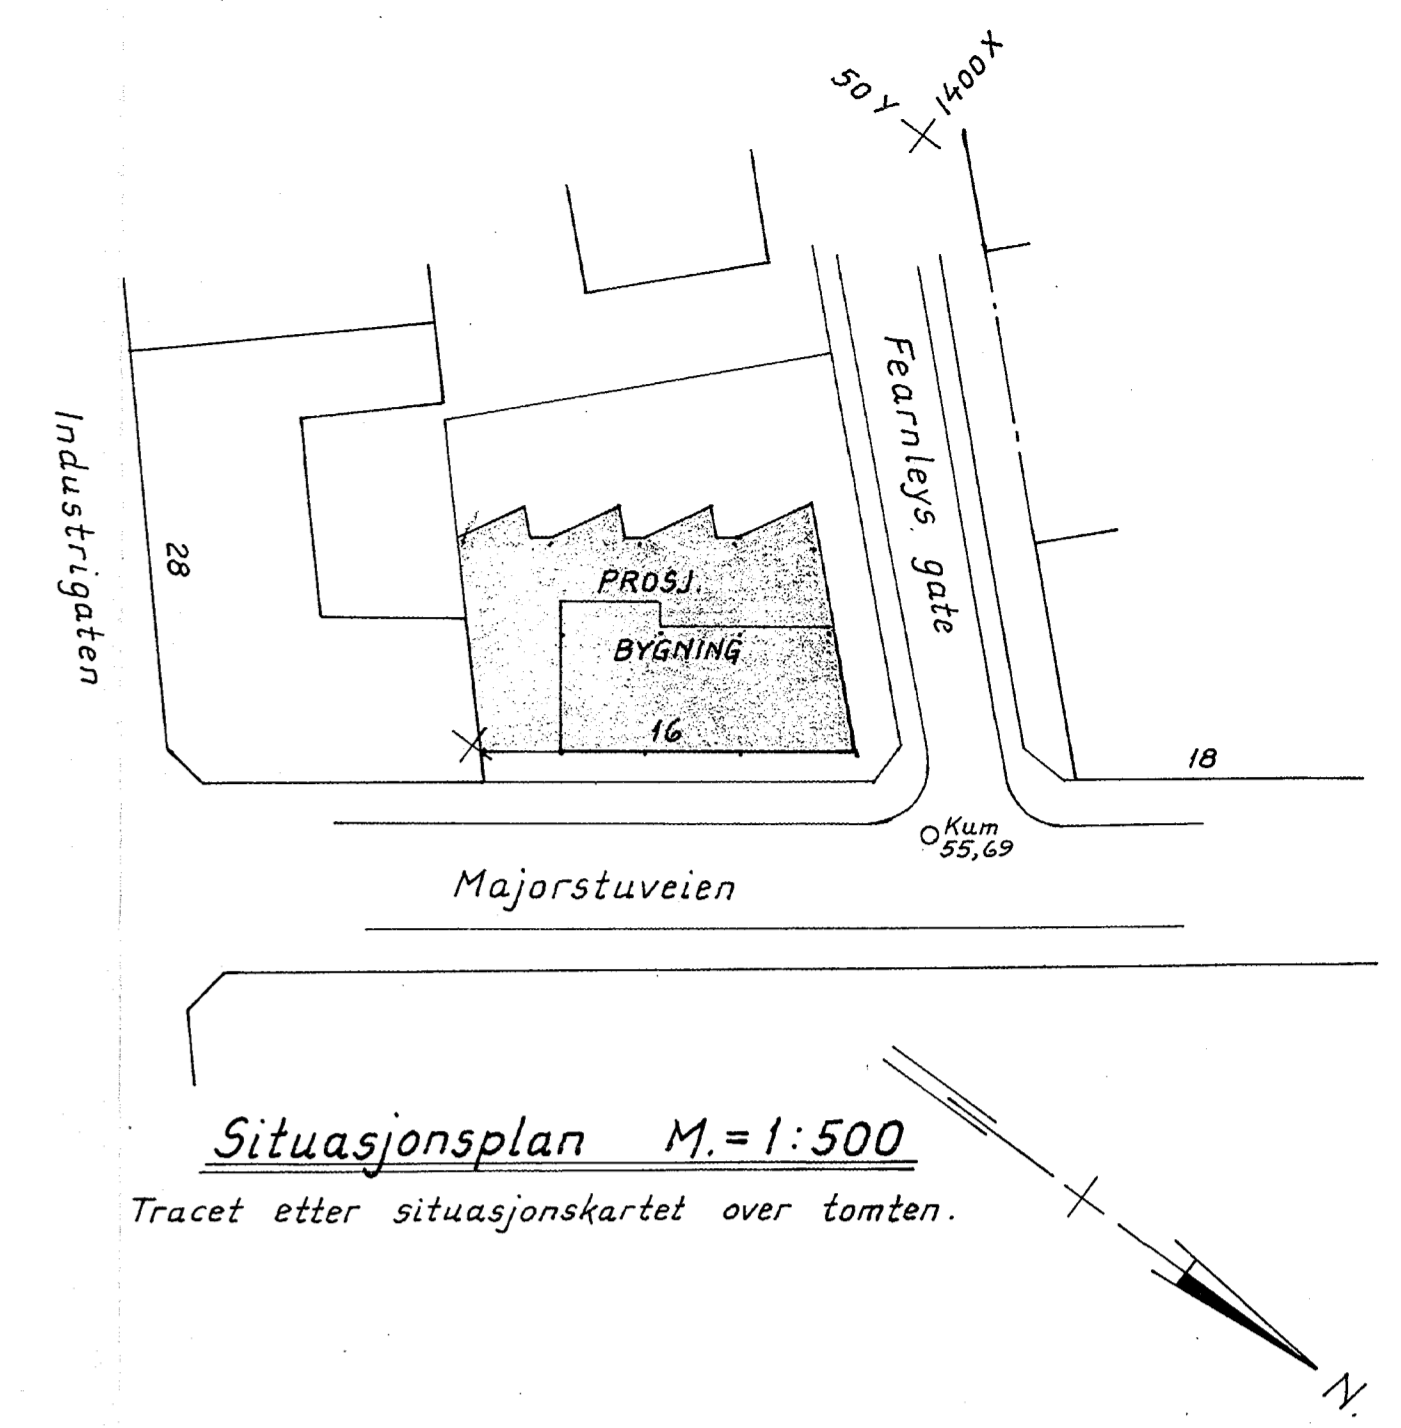 50 Y
1400 X
Fearnleys. gate
Industrigaten
28
PROSJ.
BYGNING
16
18
Kum
55,69
Majorstuveien
Situasjonsplan M.=1:500
Tracet etter situasjonskartet over tomten.
N.